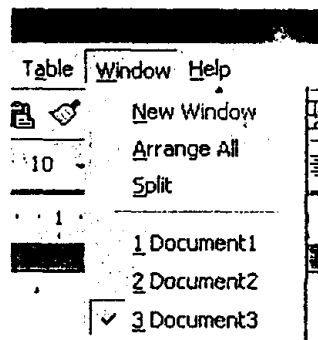 Table Window Help
New Window
10 Arrange All
Split
1
1 Document1
2 Document2
3 Document3